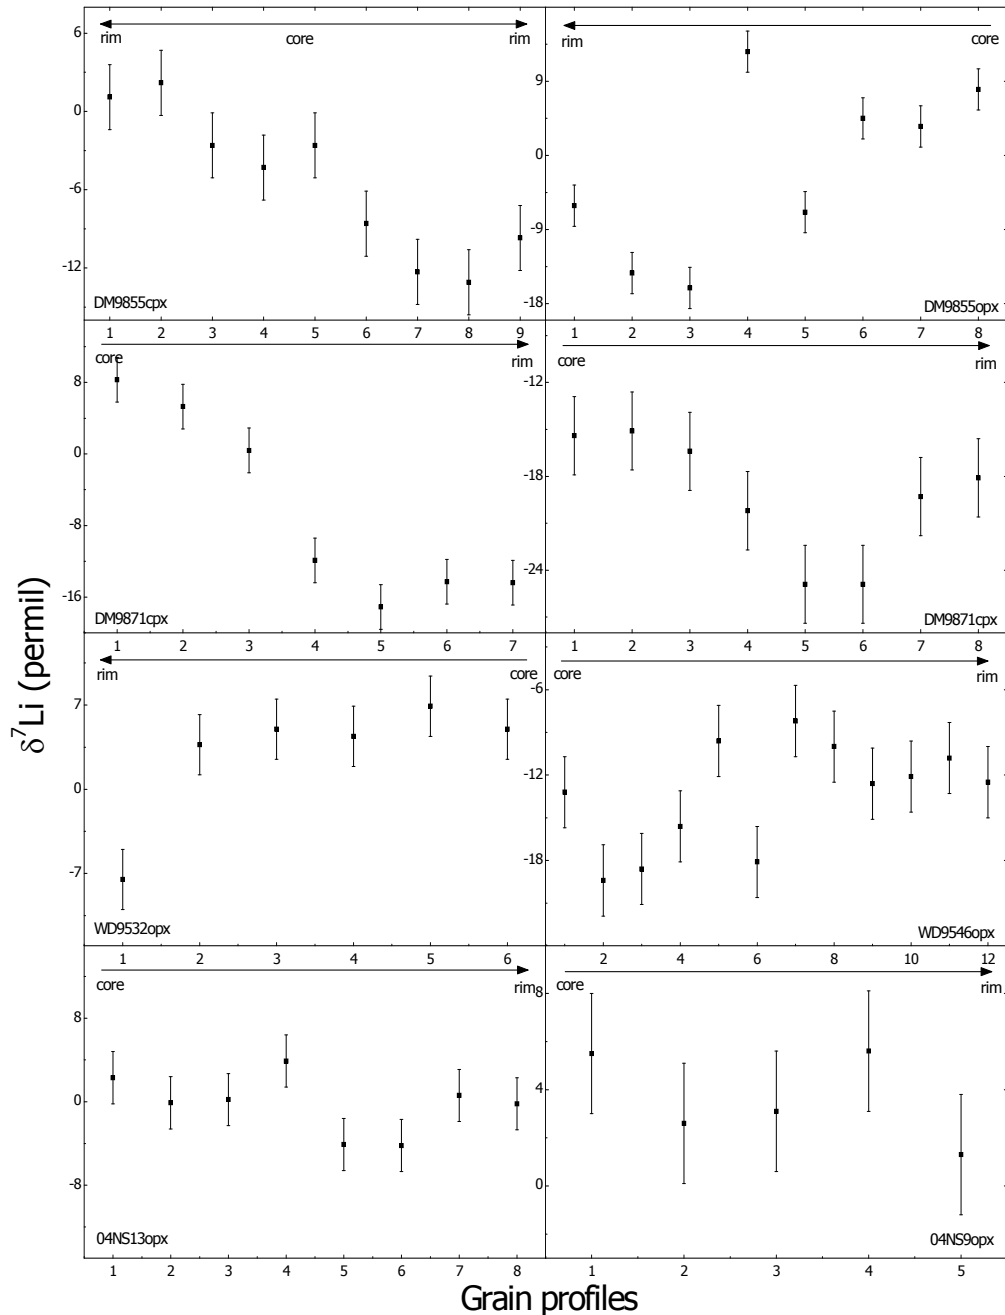 6
0
-6
-12
rim
core
rim
DM9855cpx
1 2 3 4 5 6 7 8 9
9
0
-9
-18
rim
core
DM9855opx
1 2 3 4 5 6 7 8
8
0
-8
-16
core
rim
DM9871cpx
1 2 3 4 5 6 7
-12
-18
-24
core
rim
DM9871cpx
1 2 3 4 5 6 7 8
7
0
-7
rim
core
WD9532opx
1 2 3 4 5 6
-6
-12
-18
core
rim
WD9546opx
2 4 6 8 10 12
8
0
-8
core
rim
04NS13opx
1 2 3 4 5 6 7 8
8
4
0
core
rim
04NS9opx
1 2 3 4 5
δ⁷Li (permil)
Grain profiles